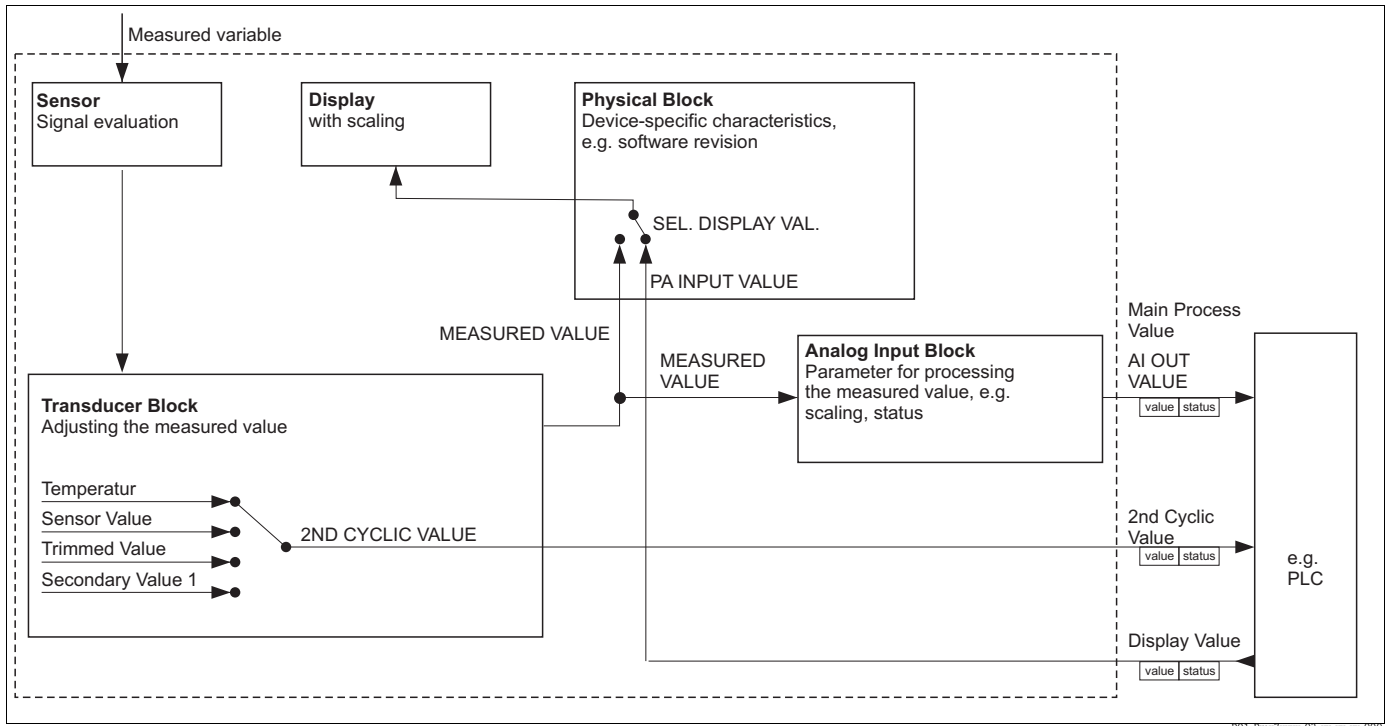 Measured variable
Sensor
Signal evaluation
Display
with scaling
Physical Block
Device-specific characteristics,
e.g. software revision
SEL. DISPLAY VAL.
PA INPUT VALUE
MEASURED VALUE
MEASURED
VALUE
Analog Input Block
Parameter for processing
the measured value, e.g.
scaling, status
Main Process
Value
AI OUT
VALUE
value status
Transducer Block
Adjusting the measured value
Temperatur
Sensor Value
Trimmed Value
Secondary Value 1
2ND CYCLIC VALUE
2nd Cyclic
Value
value status
e.g.
PLC
Display Value
value status